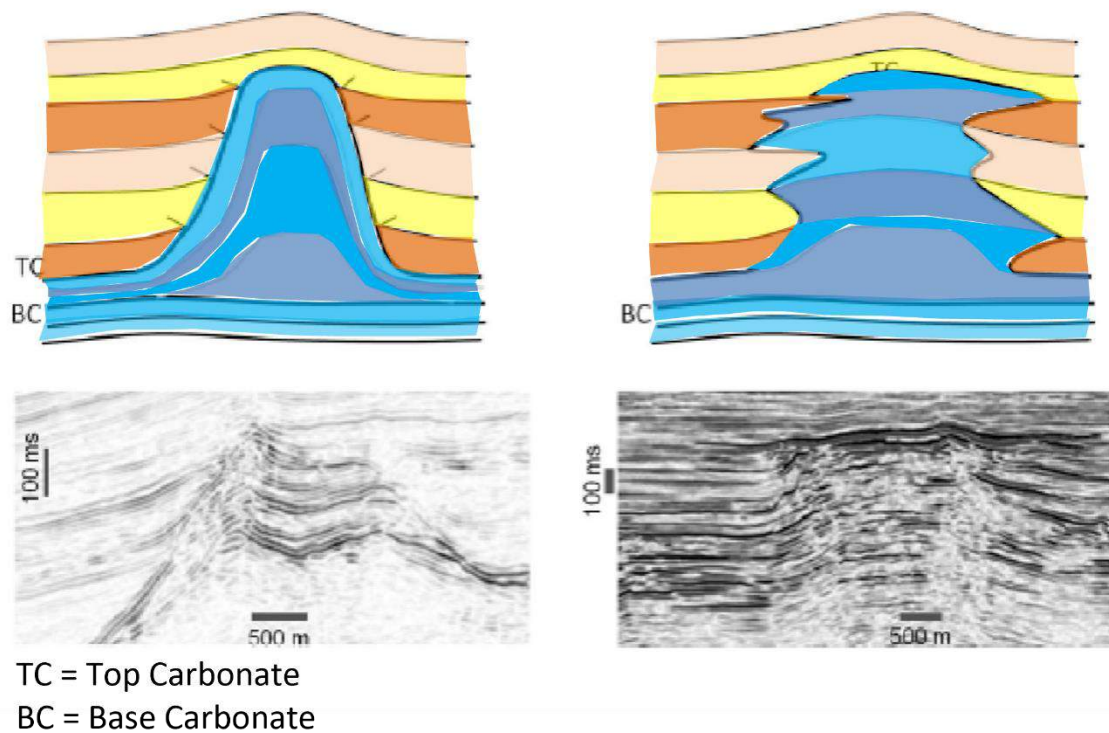 TC
TC
BC
BC
100 ms
100 ms
500 m
500 m
TC = Top Carbonate
BC = Base Carbonate